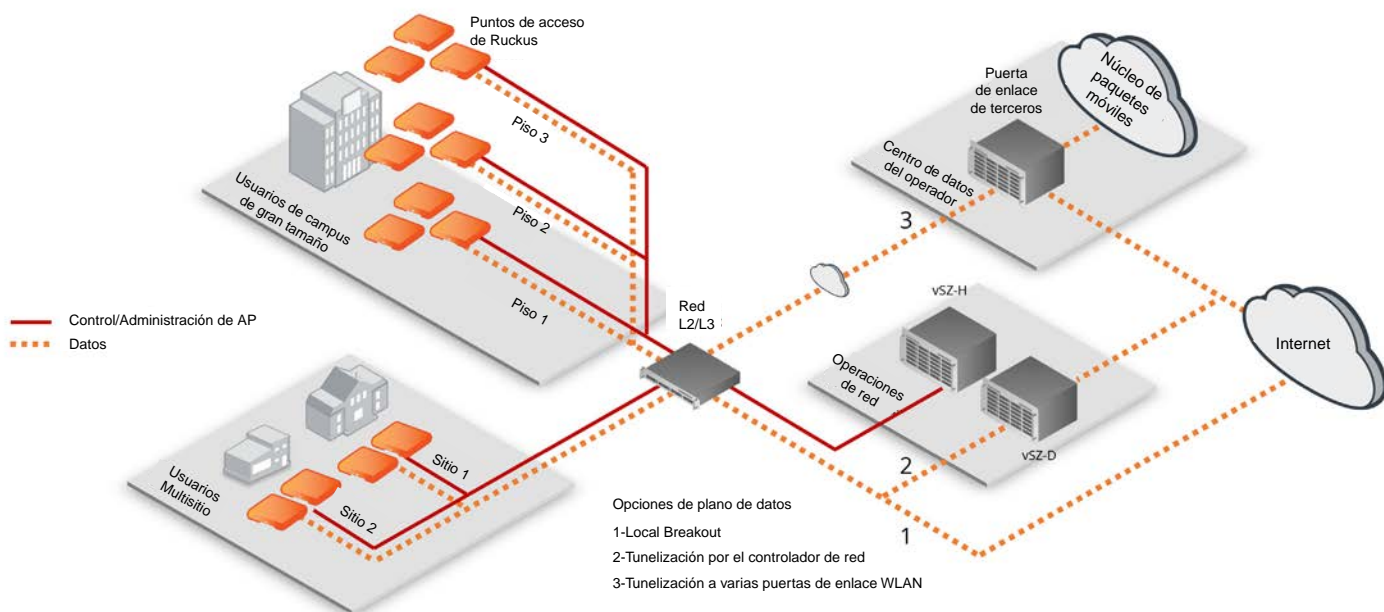 Puntos de acceso
de Ruckus
Piso 3
Usuarios de campus
de gran tamaño
Piso 2
Piso 1
Control/Administración de AP
Datos
Usuarios
Multisitio
Sitio 1
Sitio 2
Red
L2/L3 :
Puerta
de enlace
de terceros
Núcleo de
paquetes
móviles
Centro de datos
del operador
3
vSZ-H
Operaciones
de red
vSZ-D
Internet
2
1
Opciones de plano de datos
1-Local Breakout
2-Tunelización por el controlador de red
3-Tunelización a varias puertas de enlace WLAN